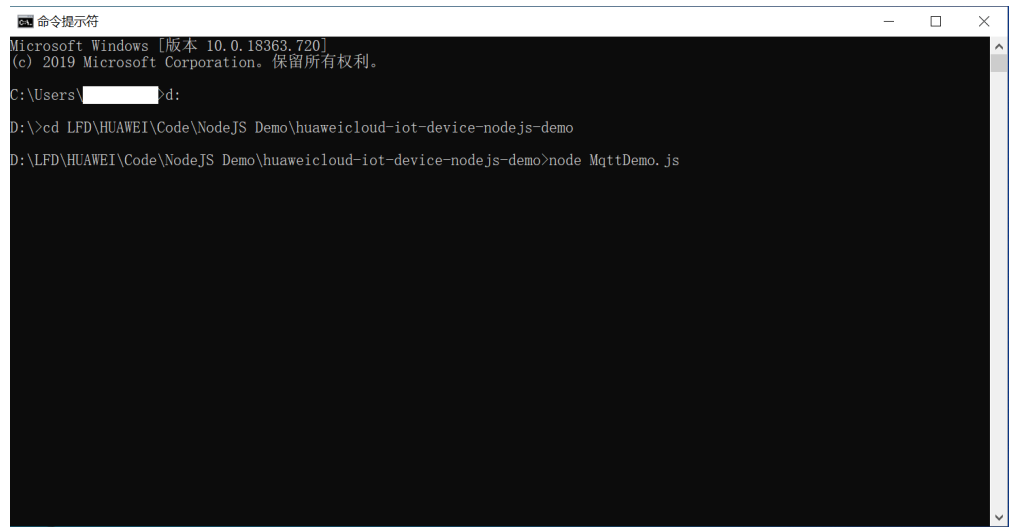 命令提示符
Microsoft Windows [版本 10.0.18363.720]
(c) 2019 Microsoft Corporation。保留所有权利。
C:\Users\ >d:
D:\>cd LFD\HUAWEI\Code\NodeJS Demo\huaweicloud-iot-device-nodejs-demo
D:\LFD\HUAWEI\Code\NodeJS Demo\huaweicloud-iot-device-nodejs-demo>node MqttDemo.js